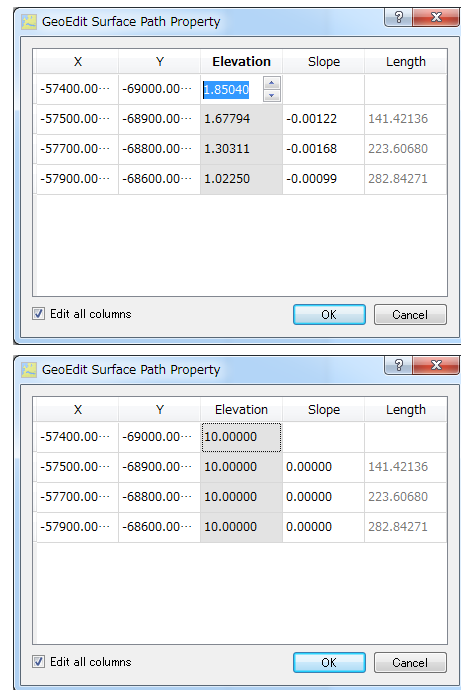 GeoEdit Surface Path Property
X Y Elevation Slope Length
-57400.00··· -69000.00··· 1.85040
-57500.00··· -68900.00··· 1.67794 -0.00122 141.42136
-57700.00··· -68800.00··· 1.30311 -0.00168 223.60680
-57900.00··· -68600.00··· 1.02250 -0.00099 282.84271
Edit all columns OK Cancel
GeoEdit Surface Path Property
X Y Elevation Slope Length
-57400.00··· -69000.00··· 10.00000
-57500.00··· -68900.00··· 10.00000 0.00000 141.42136
-57700.00··· -68800.00··· 10.00000 0.00000 223.60680
-57900.00··· -68600.00··· 10.00000 0.00000 282.84271
Edit all columns OK Cancel